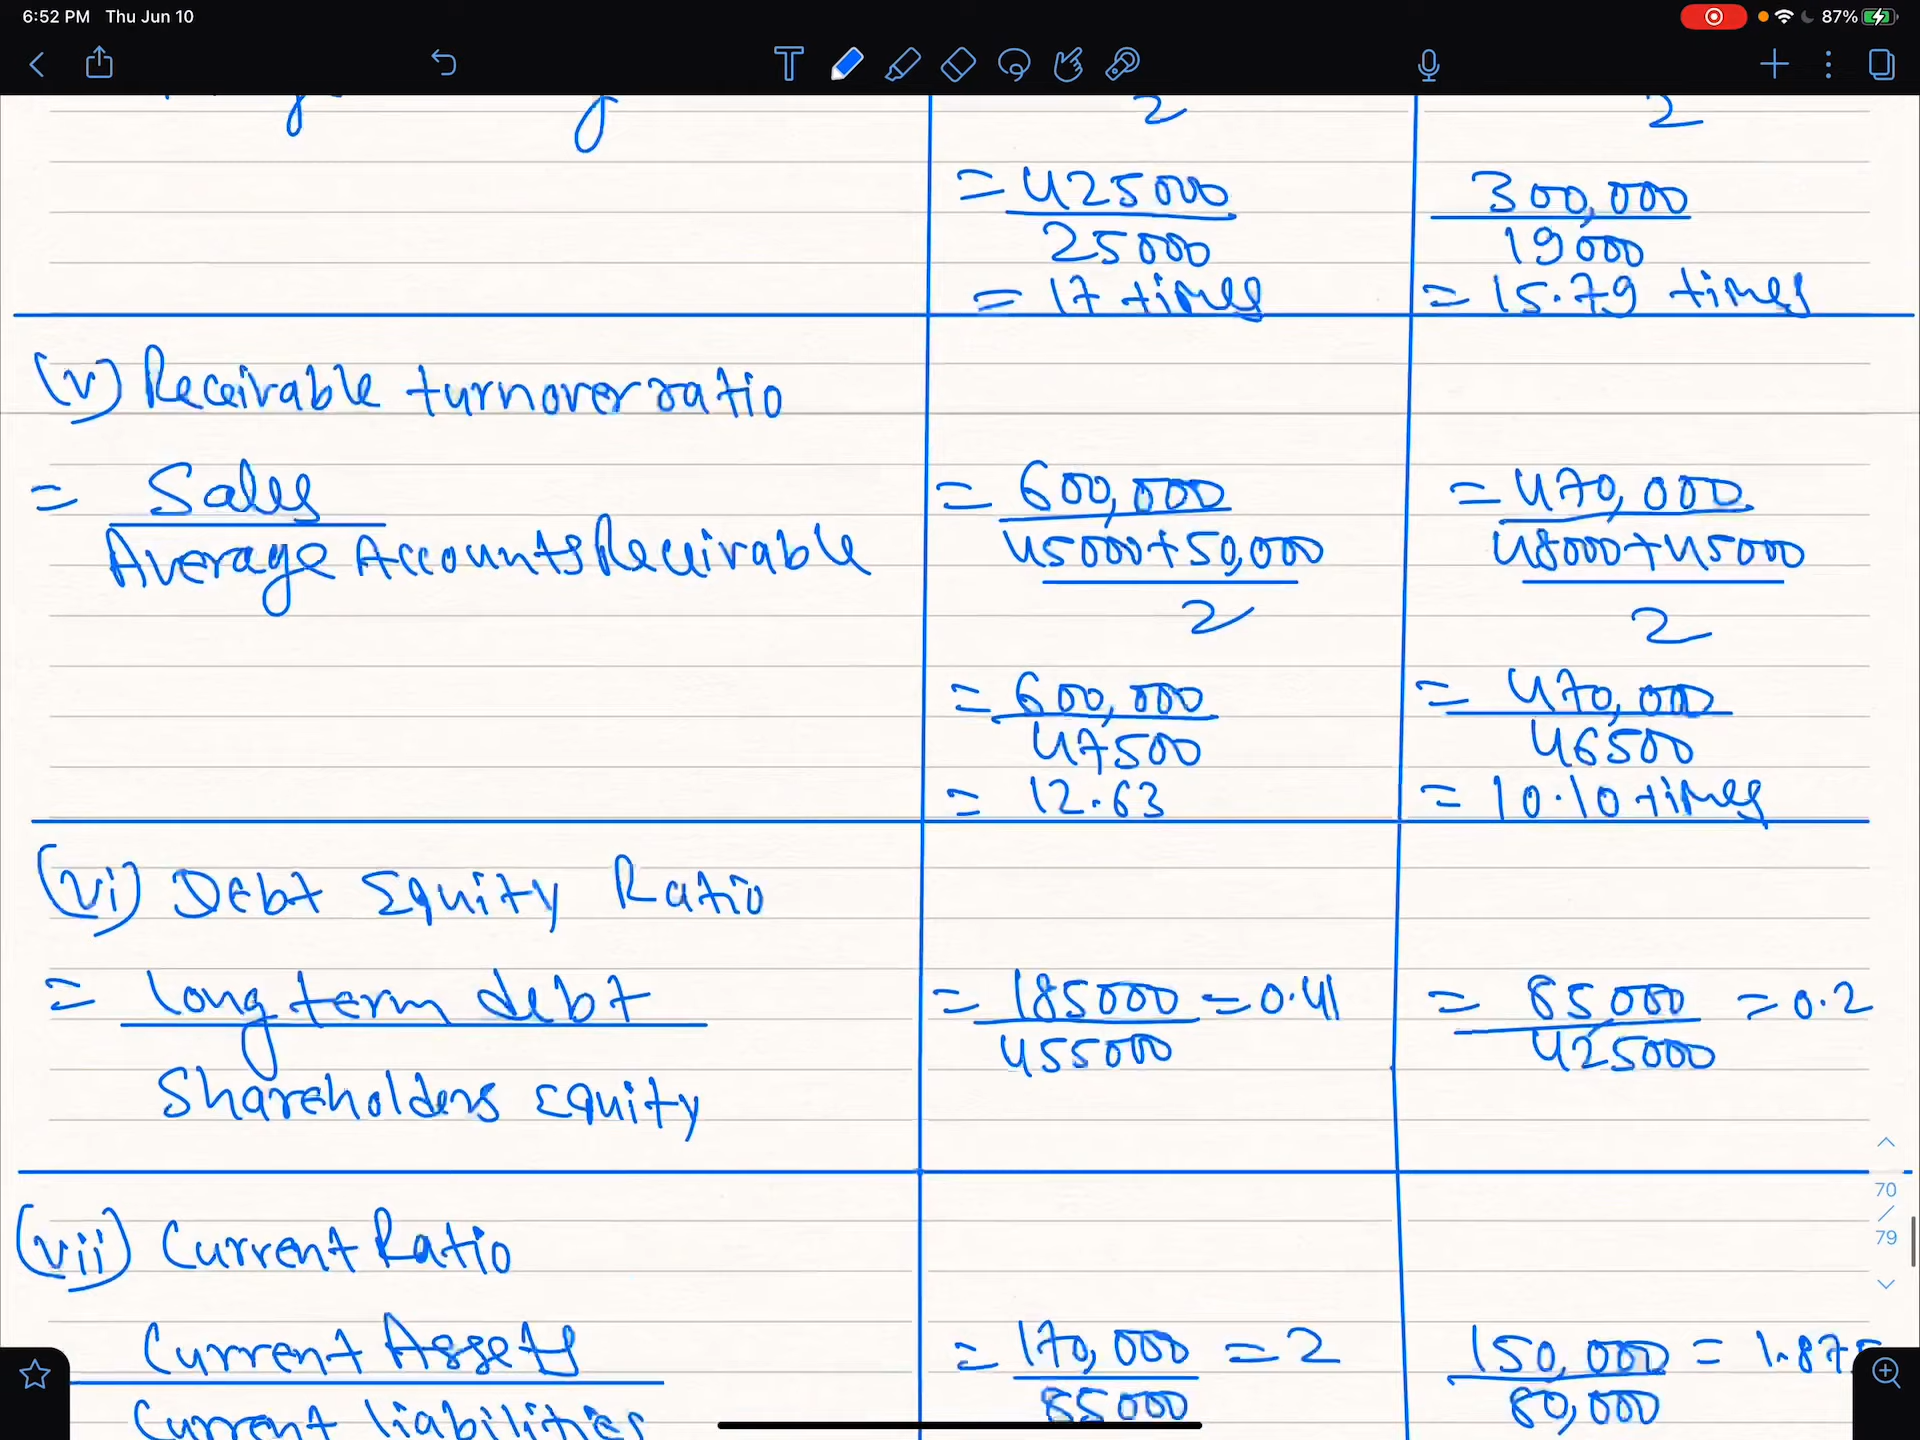 6:52 PM Thu Jun 10
87%
2
2
= 425000
300,000
25000
19000
= 17 times
= 15.79 times
(v) Receivable turnover ratio
= Sales
= 600,000
= 470,000
Average Accounts Receivable
45000+50,000
48000+45000
2
2
= 600,000
= 470,000
47500
46500
= 12.63
= 10.10 times
(vi) Debt Equity Ratio
= Long term debt
= 185000 = 0.41
= 85000 = 0.2
455000
425000
Shareholders Equity
70
/
79
(vii) Current Ratio
Current Assets
= 170,000 = 2
150,000 = 1.875
85000
80,000
Current liabilities